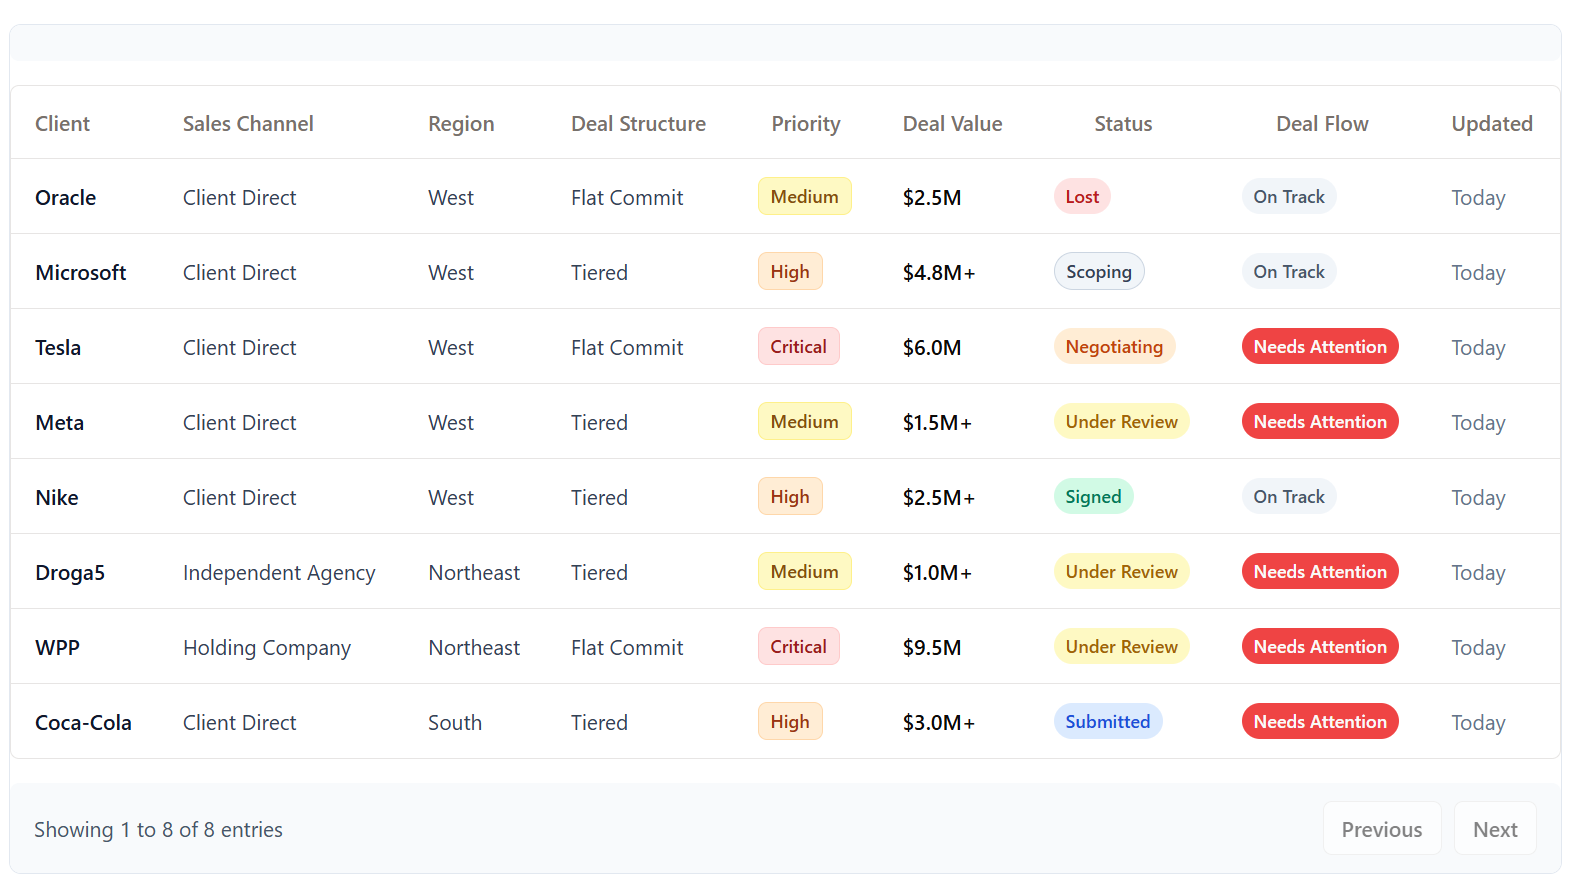 Client Sales Channel Region Deal Structure Priority Deal Value Status Deal Flow Updated
Oracle Client Direct West Flat Commit Medium $2.5M Lost On Track Today
Microsoft Client Direct West Tiered High $4.8M+ Scoping On Track Today
Tesla Client Direct West Flat Commit Critical $6.0M Negotiating Needs Attention Today
Meta Client Direct West Tiered Medium $1.5M+ Under Review Needs Attention Today
Nike Client Direct West Tiered High $2.5M+ Signed On Track Today
Droga5 Independent Agency Northeast Tiered Medium $1.0M+ Under Review Needs Attention Today
WPP Holding Company Northeast Flat Commit Critical $9.5M Under Review Needs Attention Today
Coca-Cola Client Direct South Tiered High $3.0M+ Submitted Needs Attention Today
Showing 1 to 8 of 8 entries Previous Next